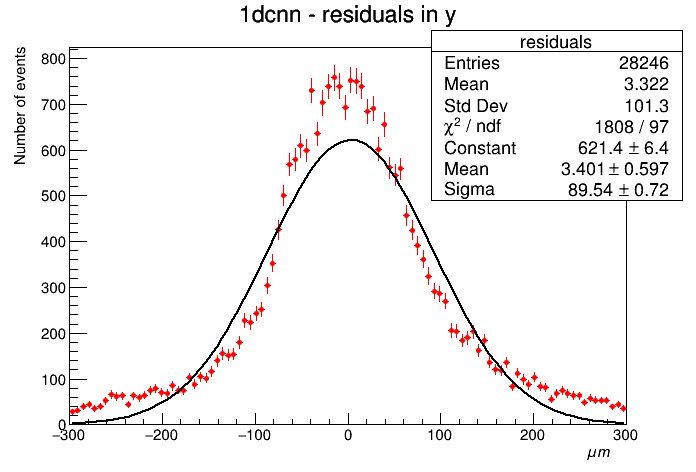 1dcnn - residuals in y
residuals
Entries 28246
Mean 3.322
Std Dev 101.3
χ² / ndf 1808 / 97
Constant 621.4 ± 6.4
Mean 3.401 ± 0.597
Sigma 89.54 ± 0.72
Number of events
800
700
600
500
400
300
200
100
0
−300 −200 −100 0 100 200 300
μm